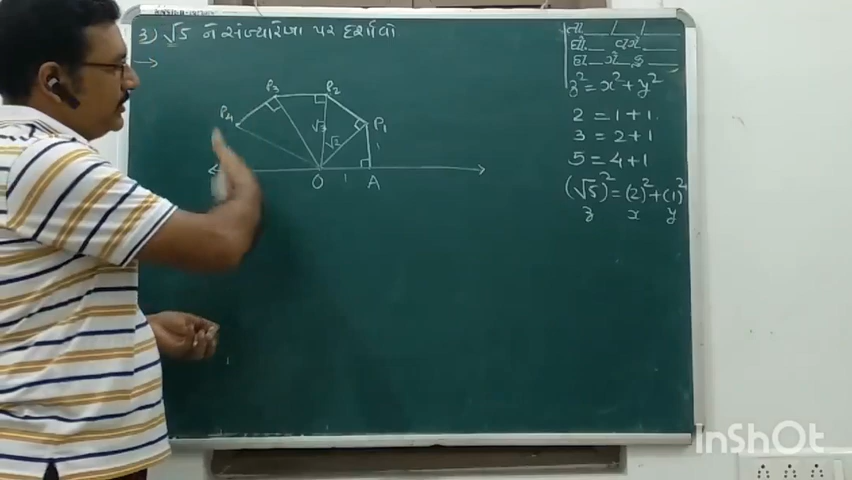 3) √5 ને સંખ્યારેખા પર દર્શાવો
→
P4 P3 P2 P1
√3 √2 1
O 1 A
તા / /
z² = x² + y²
2 = 1 + 1
3 = 2 + 1
5 = 4 + 1
(√5)² = (2)² + (1)²
z x y
InShOt